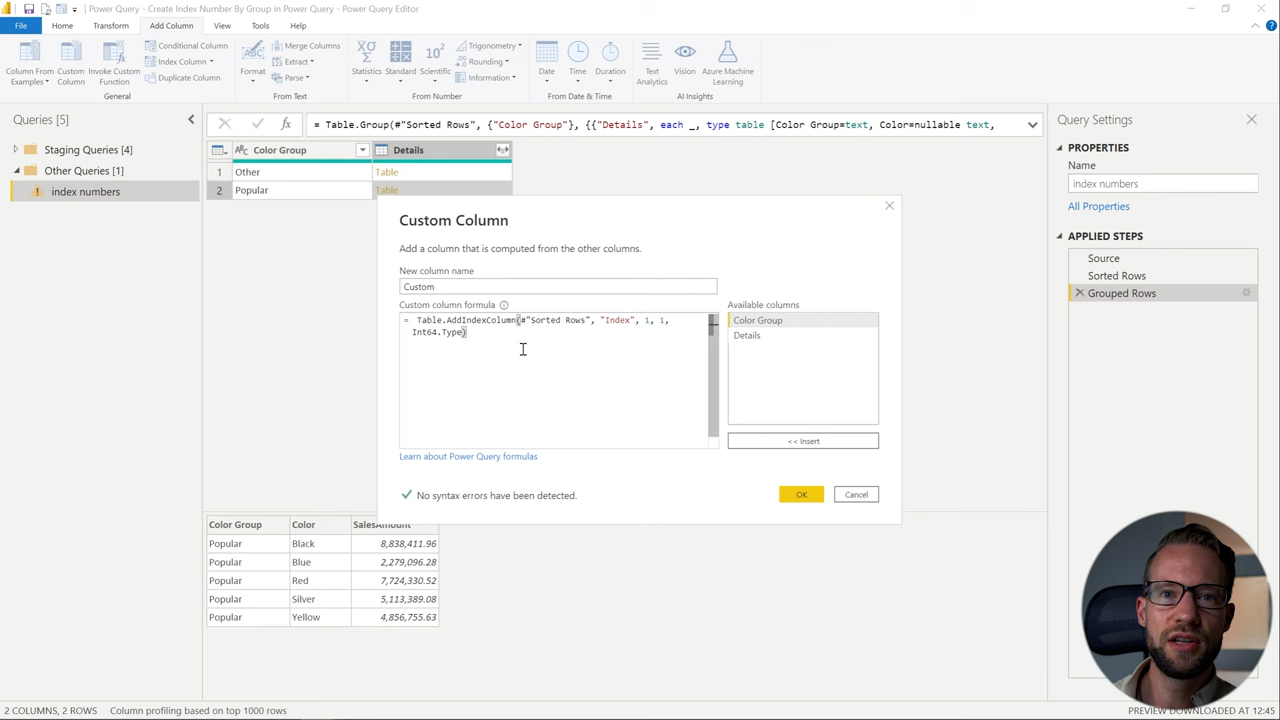 Power Query - Create Index Number By Group in Power Query - Power Query Editor
File Home Transform Add Column View Tools Help
Column From Examples
Custom Column
Invoke Custom Function
Conditional Column
Index Column
Duplicate Column
General
Format
Merge Columns
Extract
Parse
From Text
Statistics
Standard
Scientific
Trigonometry
Rounding
Information
From Number
Date
Time
Duration
From Date & Time
Text Analytics
Vision
Azure Machine Learning
AI Insights
Queries [5]
Staging Queries [4]
Other Queries [1]
index numbers
= Table.Group(#"Sorted Rows", {"Color Group"}, {{"Details", each _, type table [Color Group=text, Color=nullable text,
Color Group Details
1 Other Table
2 Popular Table
Custom Column
Add a column that is computed from the other columns.
New column name
Custom
Custom column formula
= Table.AddIndexColumn(#"Sorted Rows", "Index", 1, 1,
Int64.Type)
Available columns
Color Group
Details
<< Insert
Learn about Power Query formulas
No syntax errors have been detected.
OK Cancel
Color Group Color SalesAmount
Popular Black 8,838,411.96
Popular Blue 2,279,096.28
Popular Red 7,724,330.52
Popular Silver 5,113,389.08
Popular Yellow 4,856,755.63
Query Settings
PROPERTIES
Name
index numbers
All Properties
APPLIED STEPS
Source
Sorted Rows
Grouped Rows
2 COLUMNS, 2 ROWS Column profiling based on top 1000 rows
PREVIEW DOWNLOADED AT 12:45